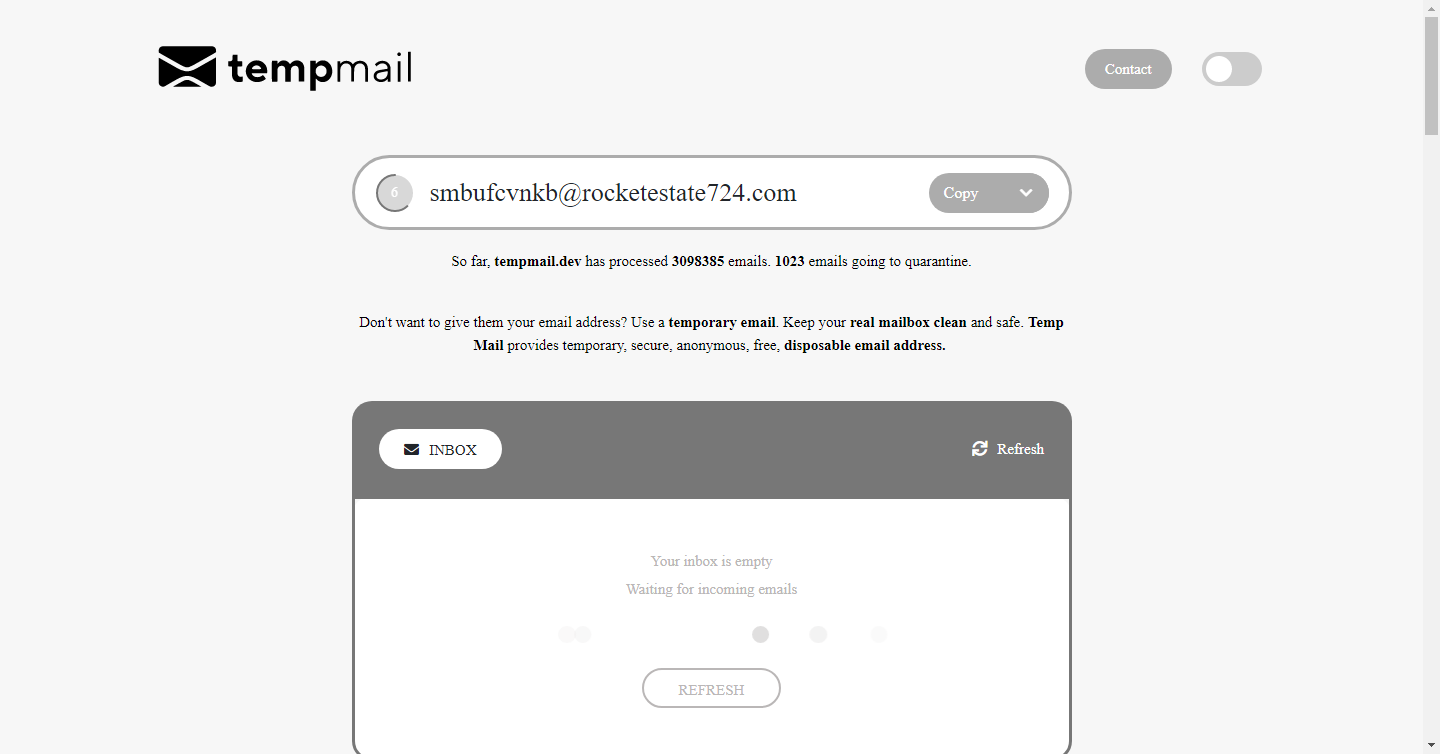 tempmail
Contact
6
smbufcvnkb@rocketestate724.com
Copy
So far, tempmail.dev has processed 3098385 emails. 1023 emails going to quarantine.
Don't want to give them your email address? Use a temporary email. Keep your real mailbox clean and safe. Temp
Mail provides temporary, secure, anonymous, free, disposable email address.
INBOX
Refresh
Your inbox is empty
Waiting for incoming emails
REFRESH